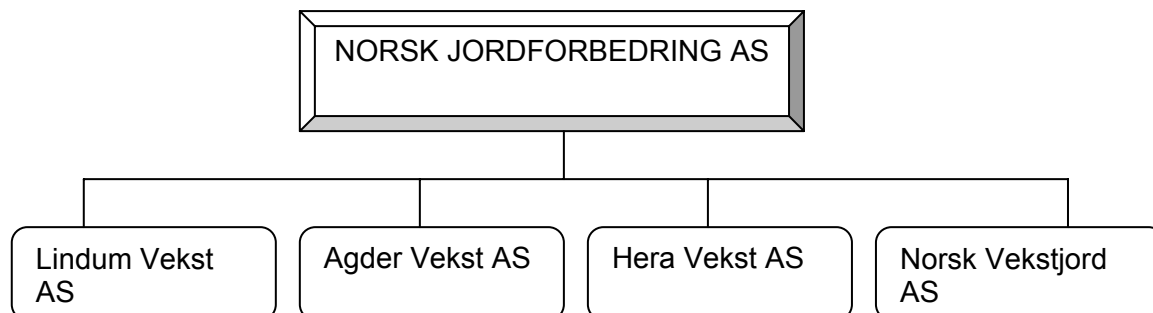 NORSK JORDFORBEDRING AS
Lindum Vekst
AS
Agder Vekst AS
Hera Vekst AS
Norsk Vekstjord
AS